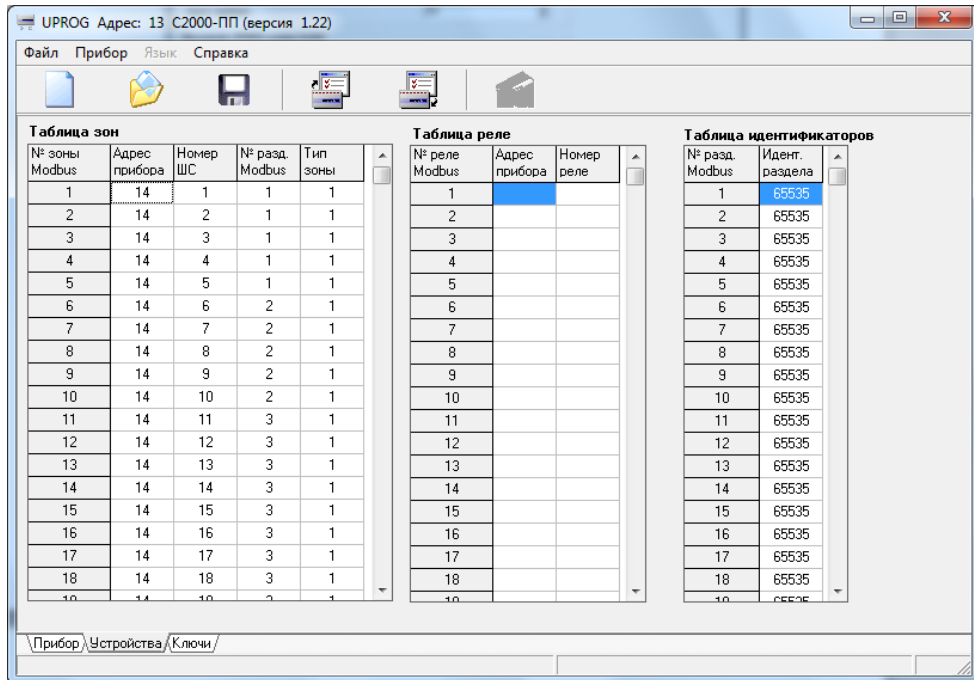 UPROG Адрес: 13 С2000-ПП (версия 1.22)
Файл Прибор Язык Справка
Таблица зон
№ зоны Modbus Адрес прибора Номер ШС № разд. Modbus Тип зоны
1 14 1 1 1
2 14 2 1 1
3 14 3 1 1
4 14 4 1 1
5 14 5 1 1
6 14 6 2 1
7 14 7 2 1
8 14 8 2 1
9 14 9 2 1
10 14 10 2 1
11 14 11 3 1
12 14 12 3 1
13 14 13 3 1
14 14 14 3 1
15 14 15 3 1
16 14 16 3 1
17 14 17 3 1
18 14 18 3 1
Таблица реле
№ реле Modbus Адрес прибора Номер реле
1
2
3
4
5
6
7
8
9
10
11
12
13
14
15
16
17
18
Таблица идентификаторов
№ разд. Modbus Идент. раздела
1 65535
2 65535
3 65535
4 65535
5 65535
6 65535
7 65535
8 65535
9 65535
10 65535
11 65535
12 65535
13 65535
14 65535
15 65535
16 65535
17 65535
18 65535
Прибор Устройства Ключи